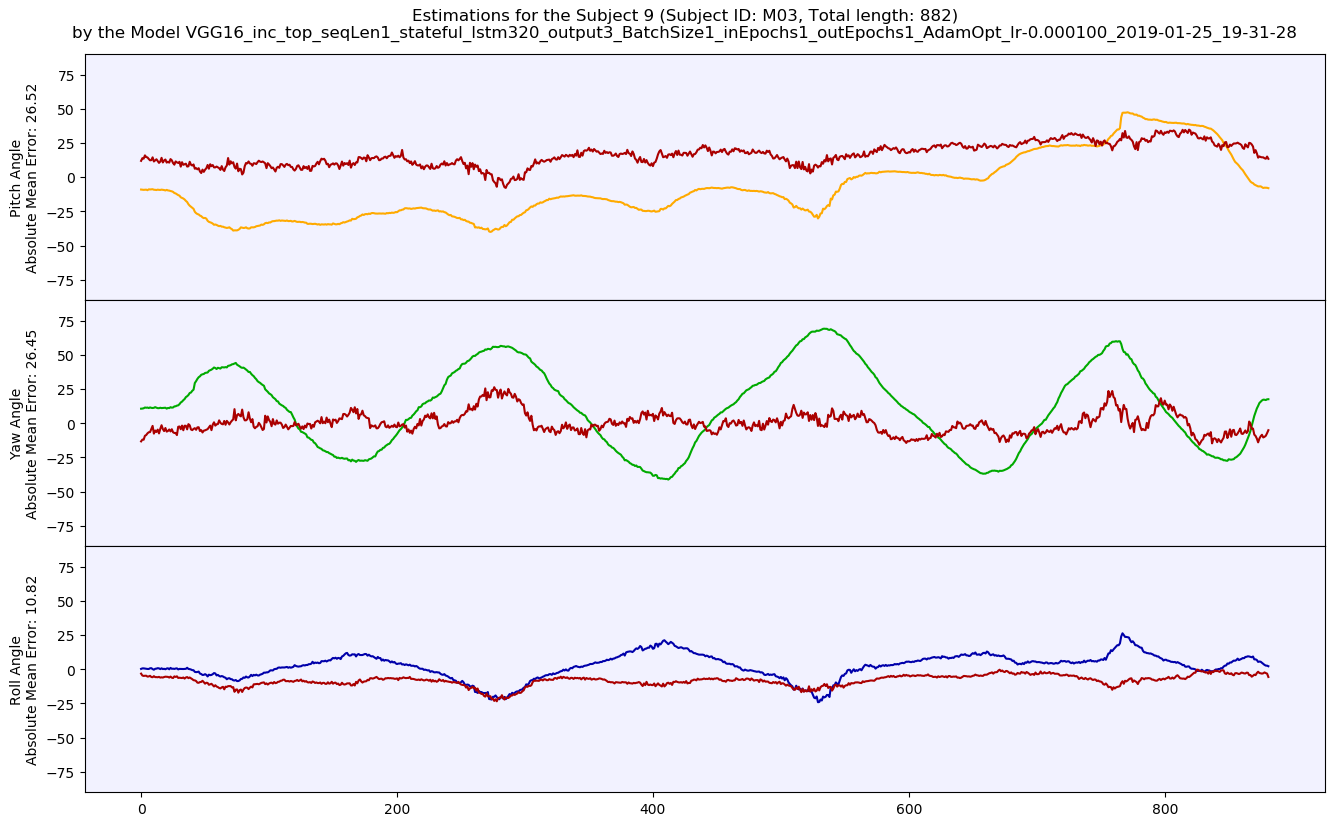 Estimations for the Subject 9 (Subject ID: M03, Total length: 882)
by the Model VGG16_inc_top_seqLen1_stateful_lstm320_output3_BatchSize1_inEpochs1_outEpochs1_AdamOpt_lr-0.000100_2019-01-25_19-31-28
Pitch Angle
Absolute Mean Error: 26.52
75
50
25
0
−25
−50
−75
Yaw Angle
Absolute Mean Error: 26.45
75
50
25
0
−25
−50
−75
Roll Angle
Absolute Mean Error: 10.82
75
50
25
0
−25
−50
−75
0 200 400 600 800